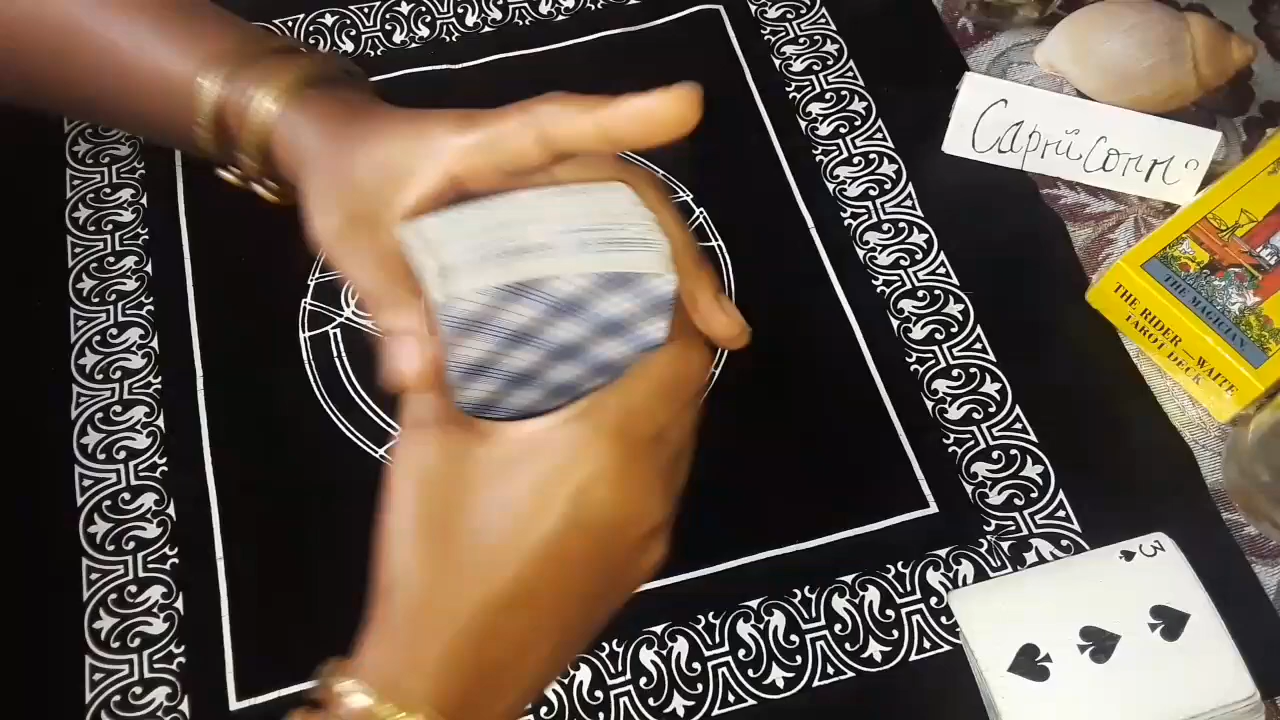 Capricorn
THE MAGICIAN
THE RIDER – WAITE
TAROT DECK
3